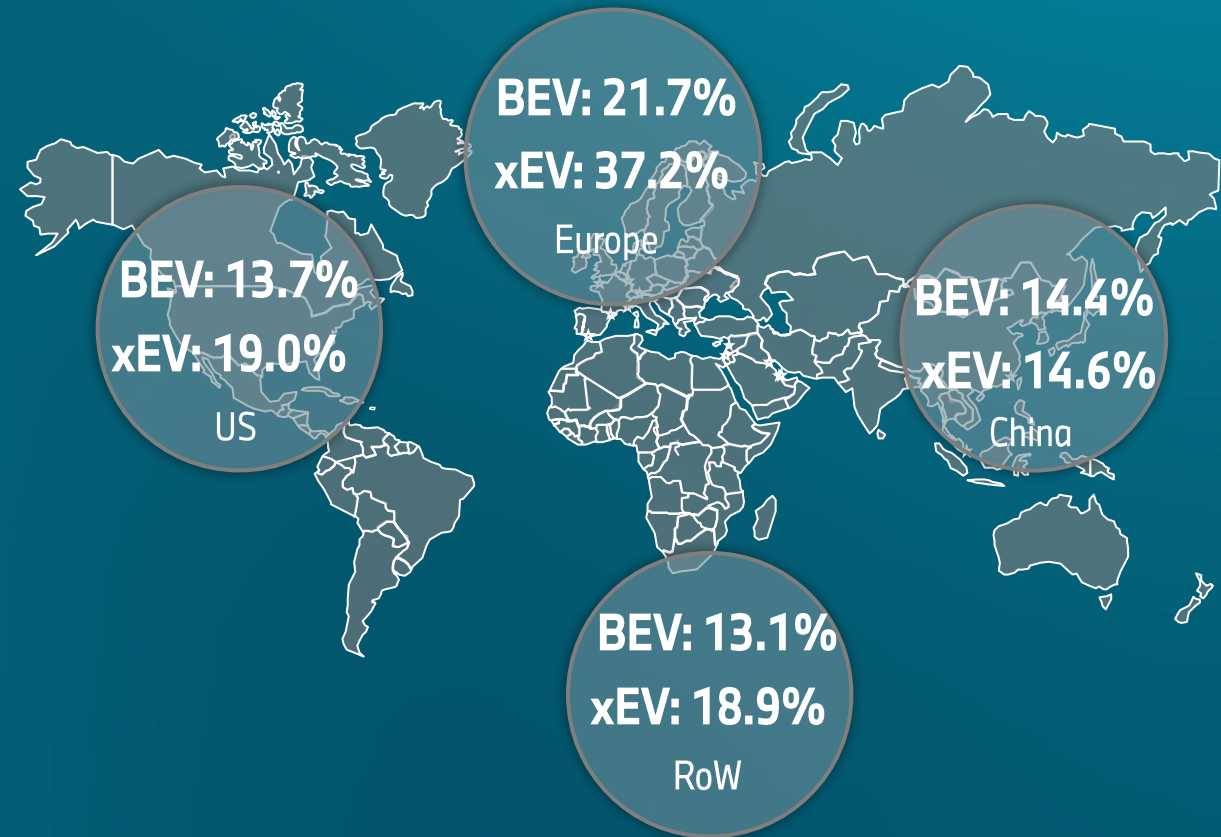 BEV: 21.7%
xEV: 37.2%
Europe
BEV: 13.7%
xEV: 19.0%
US
BEV: 14.4%
xEV: 14.6%
China
BEV: 13.1%
xEV: 18.9%
RoW